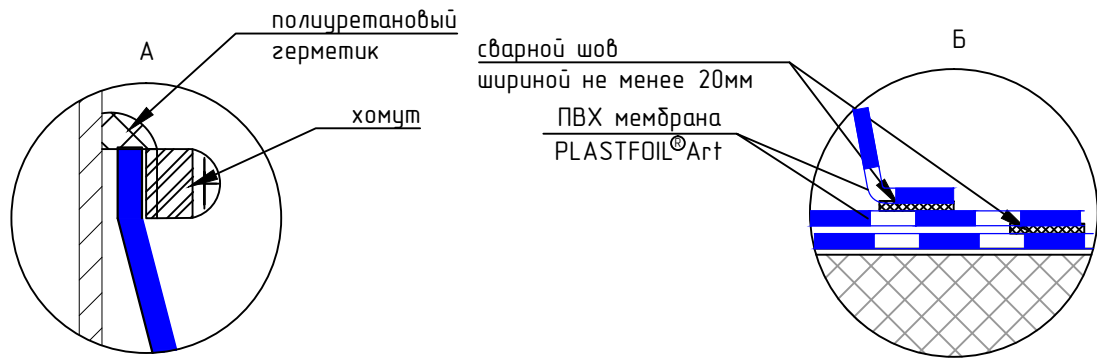 полиуретановый
герметик
А
хомут
Б
сварной шов
шириной не менее 20мм
ПВХ мембрана
PLASTFOIL®Art